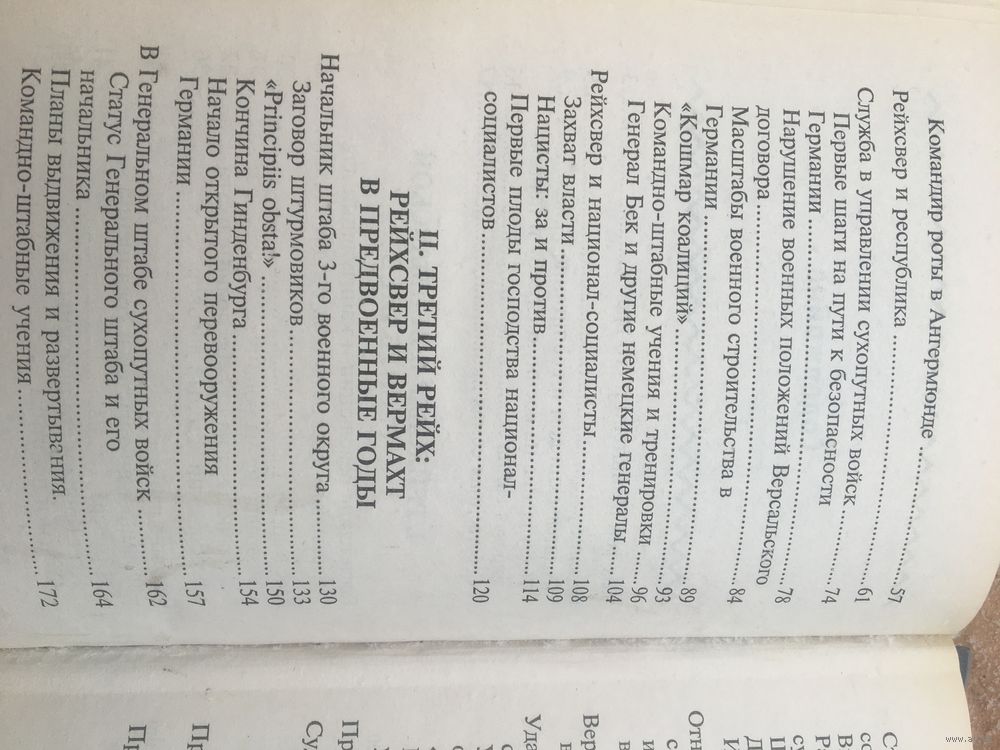 Командир роты в Ангермюнде ........ 57
Рейхсвер и республика ........ 61
Служба в управлении сухопутных войск ........ 74
Первые шаги на пути к безопасности
Германии ........ 78
Нарушение военных положений Версальского
договора ........ 84
Масштабы военного строительства в
Германии ........ 89
«Кошмар коалиций» ........ 93
Командно-штабные учения и тренировки ........ 96
Генерал Бек и другие немецкие генералы ........ 104
Рейхсвер и национал-социалисты ........ 108
Захват власти ........ 109
Нацисты: за и против ........ 114
Первые плоды господства национал-
социалистов ........ 120
II. ТРЕТИЙ РЕЙХ:
РЕЙХСВЕР И ВЕРМАХТ
В ПРЕДВОЕННЫЕ ГОДЫ
Начальник штаба 3-го военного округа ........ 130
Заговор штурмовиков ........ 133
«Principiis obsta!» ........ 150
Кончина Гинденбурга ........ 154
Начало открытого перевооружения
Германии ........ 157
В Генеральном штабе сухопутных войск ........ 162
Статус Генерального штаба и его
начальника ........ 164
Планы выдвижения и развертывания.
Командно-штабные учения ........ 172